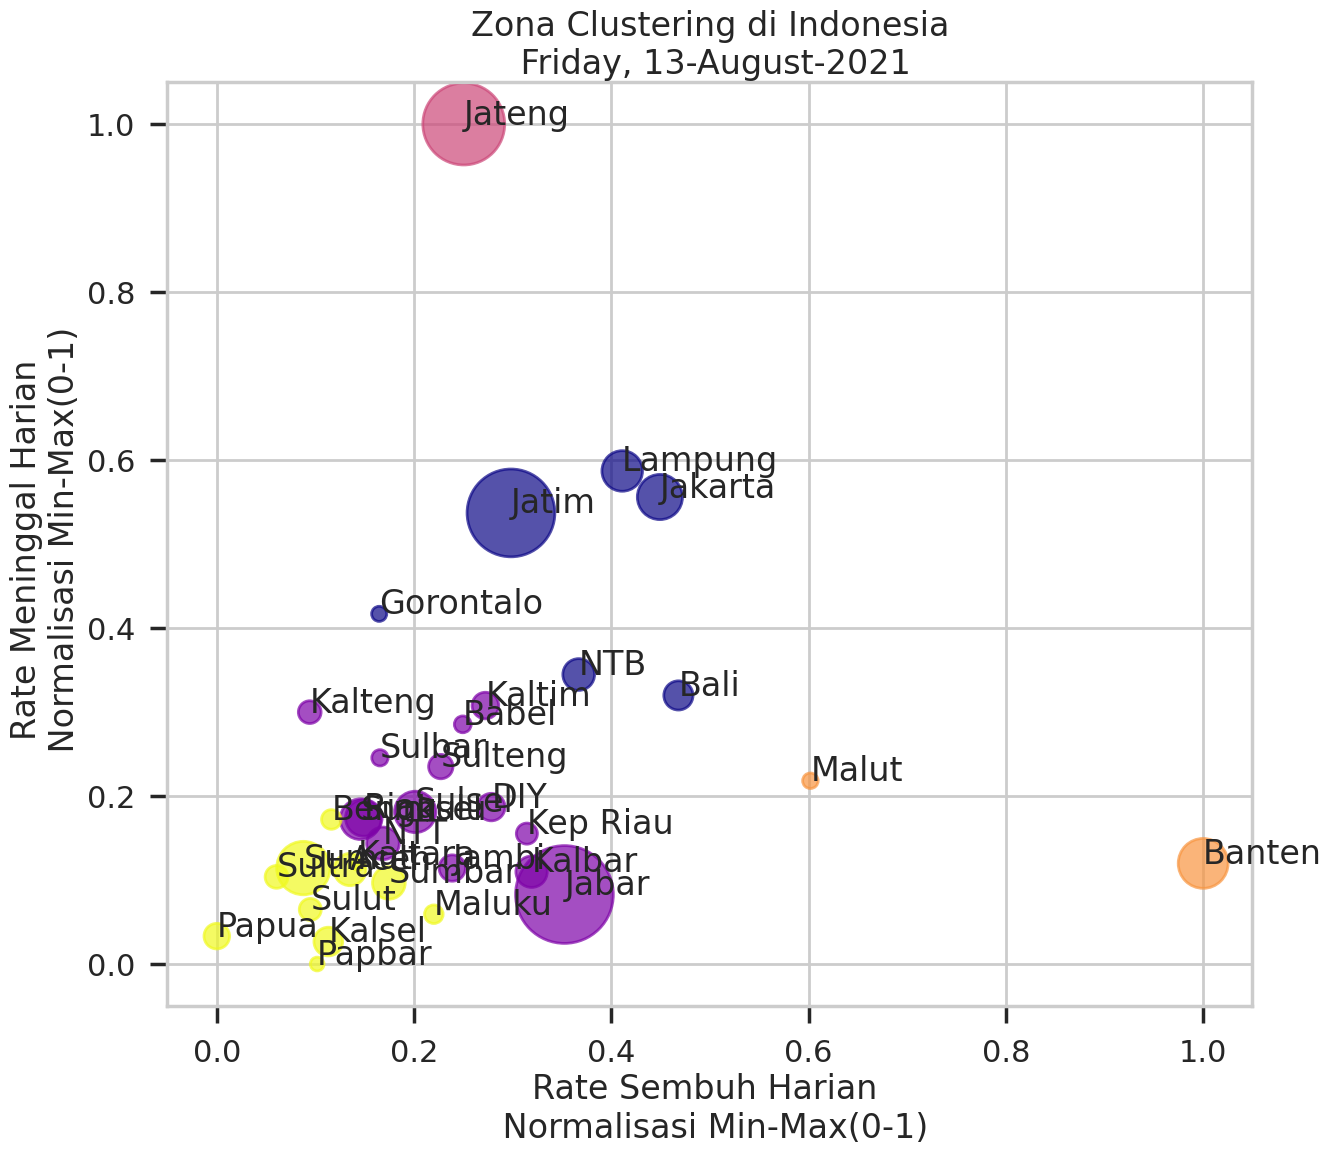 Zona Clustering di Indonesia
Friday, 13-August-2021
Rate Meninggal Harian
Normalisasi Min-Max(0-1)
1.0
0.8
0.6
0.4
0.2
0.0
Jateng
Lampung
Jakarta
Jatim
Gorontalo
NTB
Bali
Kalteng
Kaltim
Babel
Sulbar
Sulteng
Malut
DIY
Kep Riau
NTT
Kaltara
Jambi
Kalbar
Banten
Sultra
Sumbar
Jabar
Sulut
Maluku
Papua
Kalsel
Papbar
0.0
0.2
0.4
0.6
0.8
1.0
Rate Sembuh Harian
Normalisasi Min-Max(0-1)